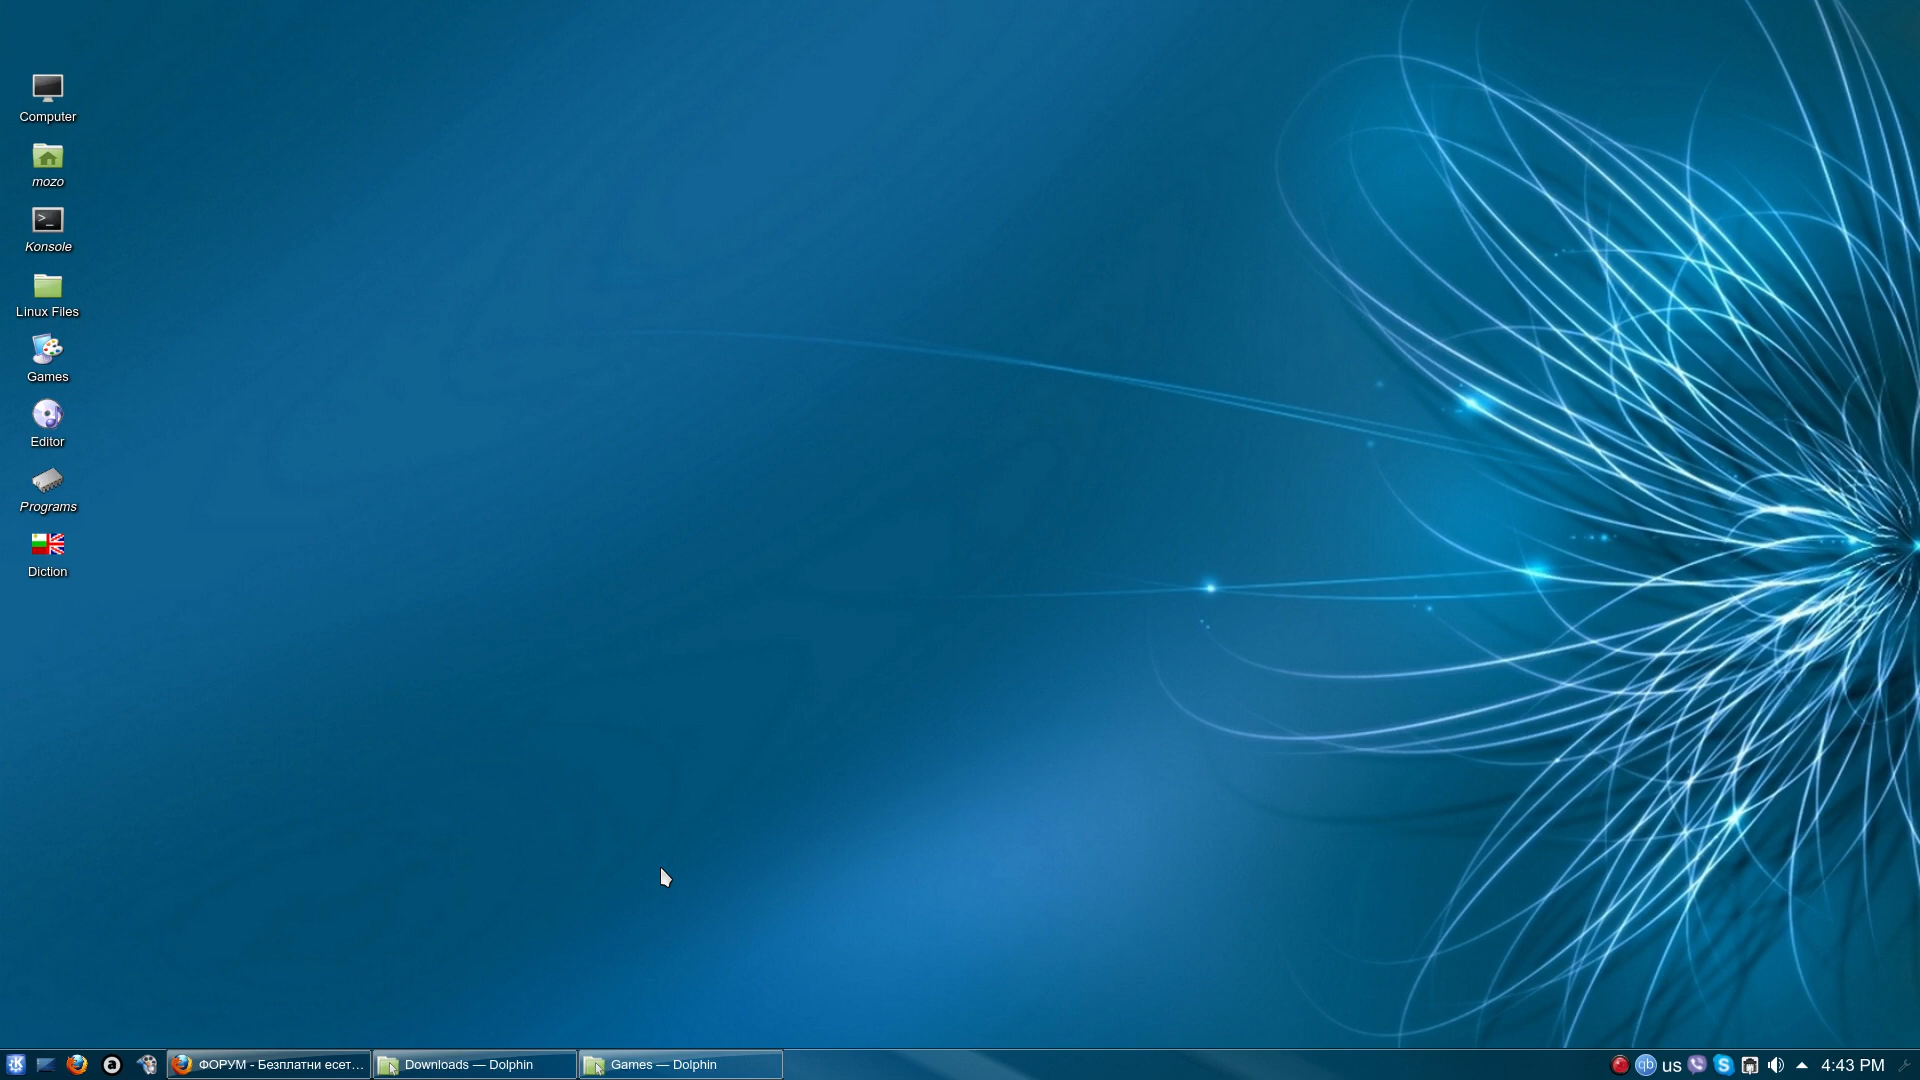 Computer
mozo
Konsole
Linux Files
Games
Editor
Programs
Diction
ФОРУМ - Безплатни есет...
Downloads — Dolphin
Games — Dolphin
qb
us
4:43 PM